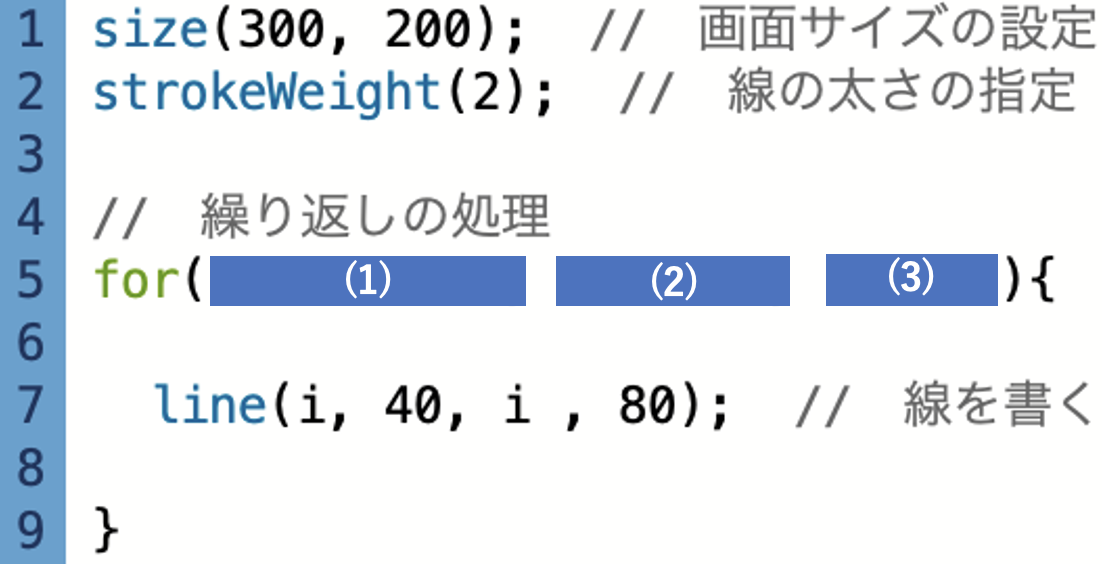 1 size(300, 200);  //  画面サイズの設定
2 strokeWeight(2);  //  線の太さの指定
3
4 //  繰り返しの処理
5 for( (1) (2) (3) ){
6
7   line(i, 40, i , 80);  //  線を書く
8
9 }